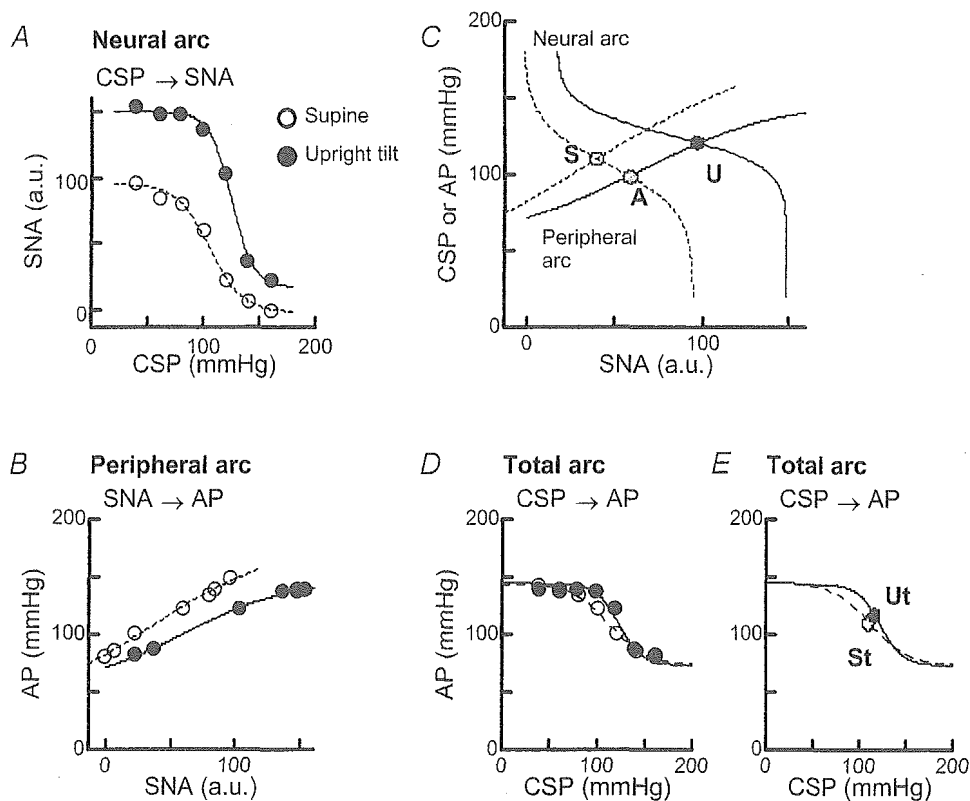 A Neural arc
CSP → SNA
Supine
Upright tilt
SNA (a.u.)
100
0
0 100 200
CSP (mmHg)
C
Neural arc
CSP or AP (mmHg)
200
100
0
S
U
A
Peripheral
arc
0 100
SNA (a.u.)
B Peripheral arc
SNA → AP
AP (mmHg)
200
100
0
0 100
SNA (a.u.)
D Total arc
CSP → AP
AP (mmHg)
200
100
0
0 100 200
CSP (mmHg)
E Total arc
CSP → AP
200
100
0
Ut
St
0 100 200
CSP (mmHg)